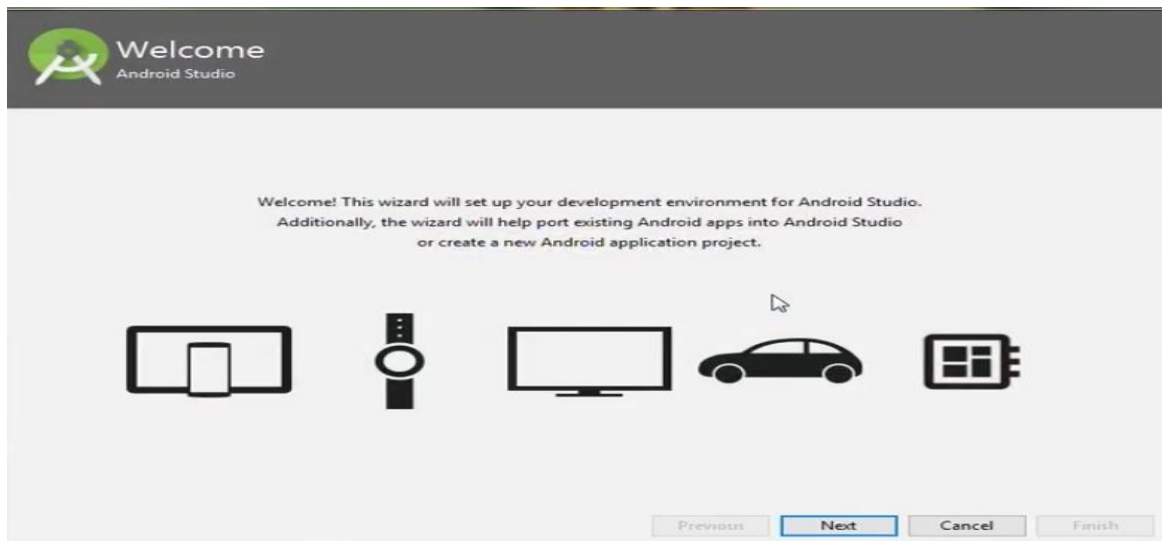 Welcome
Android Studio
Welcome! This wizard will set up your development environment for Android Studio.
Additionally, the wizard will help port existing Android apps into Android Studio
or create a new Android application project.
Previous Next Cancel Finish